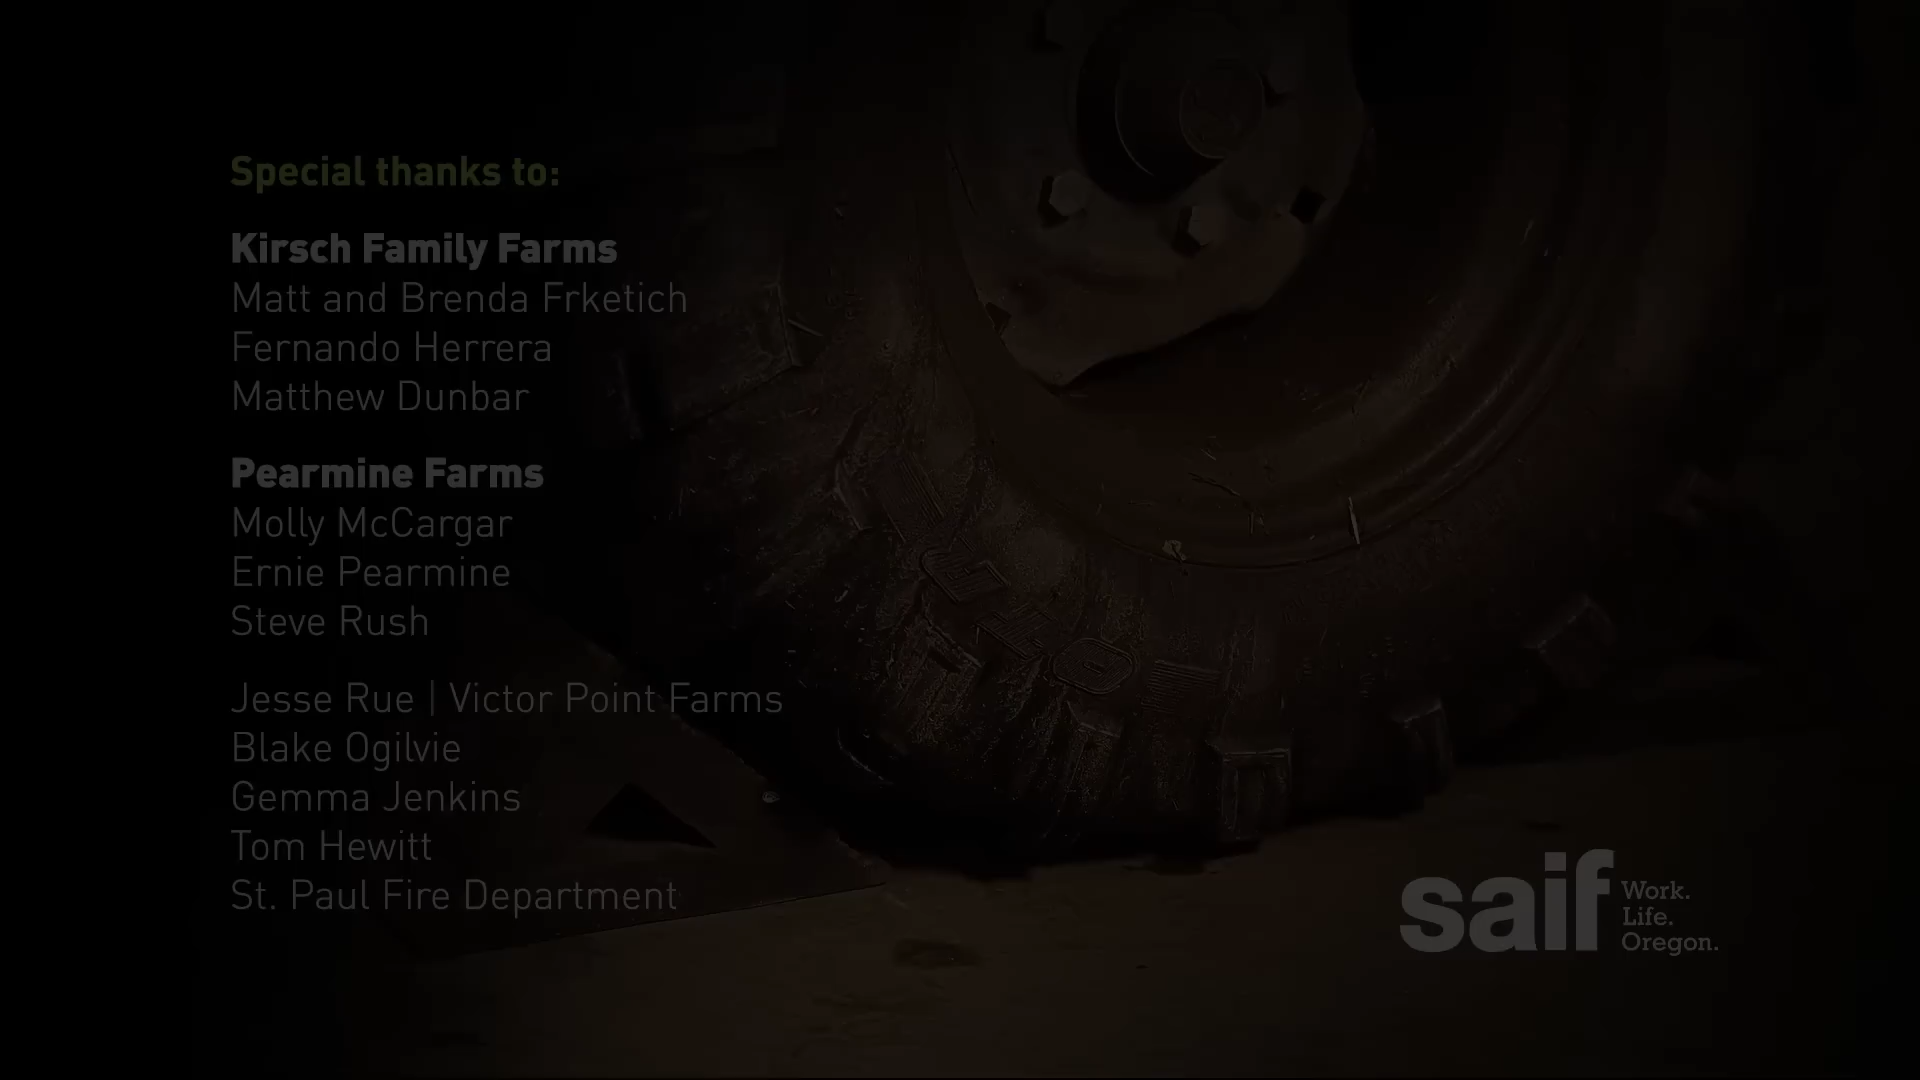 Special thanks to:
Kirsch Family Farms
Matt and Brenda Frketich
Fernando Herrera
Matthew Dunbar
Pearmine Farms
Molly McCargar
Ernie Pearmine
Steve Rush
Jesse Rue | Victor Point Farms
Blake Ogilvie
Gemma Jenkins
Tom Hewitt
St. Paul Fire Department
saif
Work.
Life.
Oregon.